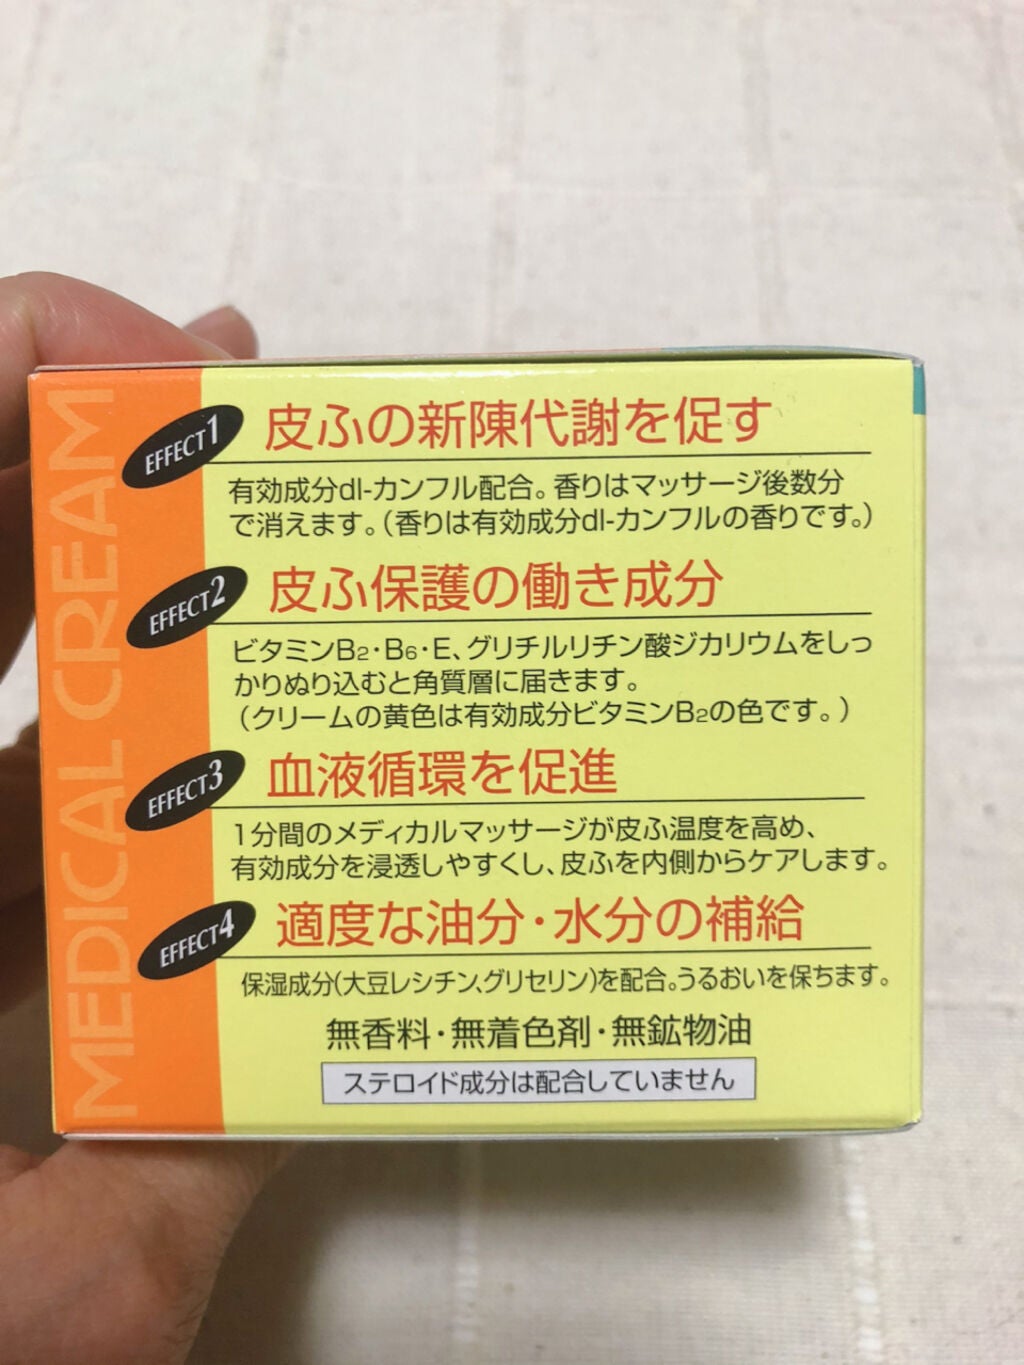 MEDICAL CREAM
EFFECT1 皮ふの新陳代謝を促す
有効成分dl-カンフル配合。香りはマッサージ後数分
で消えます。(香りは有効成分dl-カンフルの香りです。)
EFFECT2 皮ふ保護の働き成分
ビタミンB2・B6・E、グリチルリチン酸ジカリウムをしっ
かりぬり込むと角質層に届きます。
(クリームの黄色は有効成分ビタミンB2の色です。)
EFFECT3 血液循環を促進
1分間のメディカルマッサージが皮ふ温度を高め、
有効成分を浸透しやすくし、皮ふを内側からケアします。
EFFECT4 適度な油分・水分の補給
保湿成分(大豆レシチン、グリセリン)を配合。うるおいを保ちます。
無香料・無着色剤・無鉱物油
ステロイド成分は配合していません